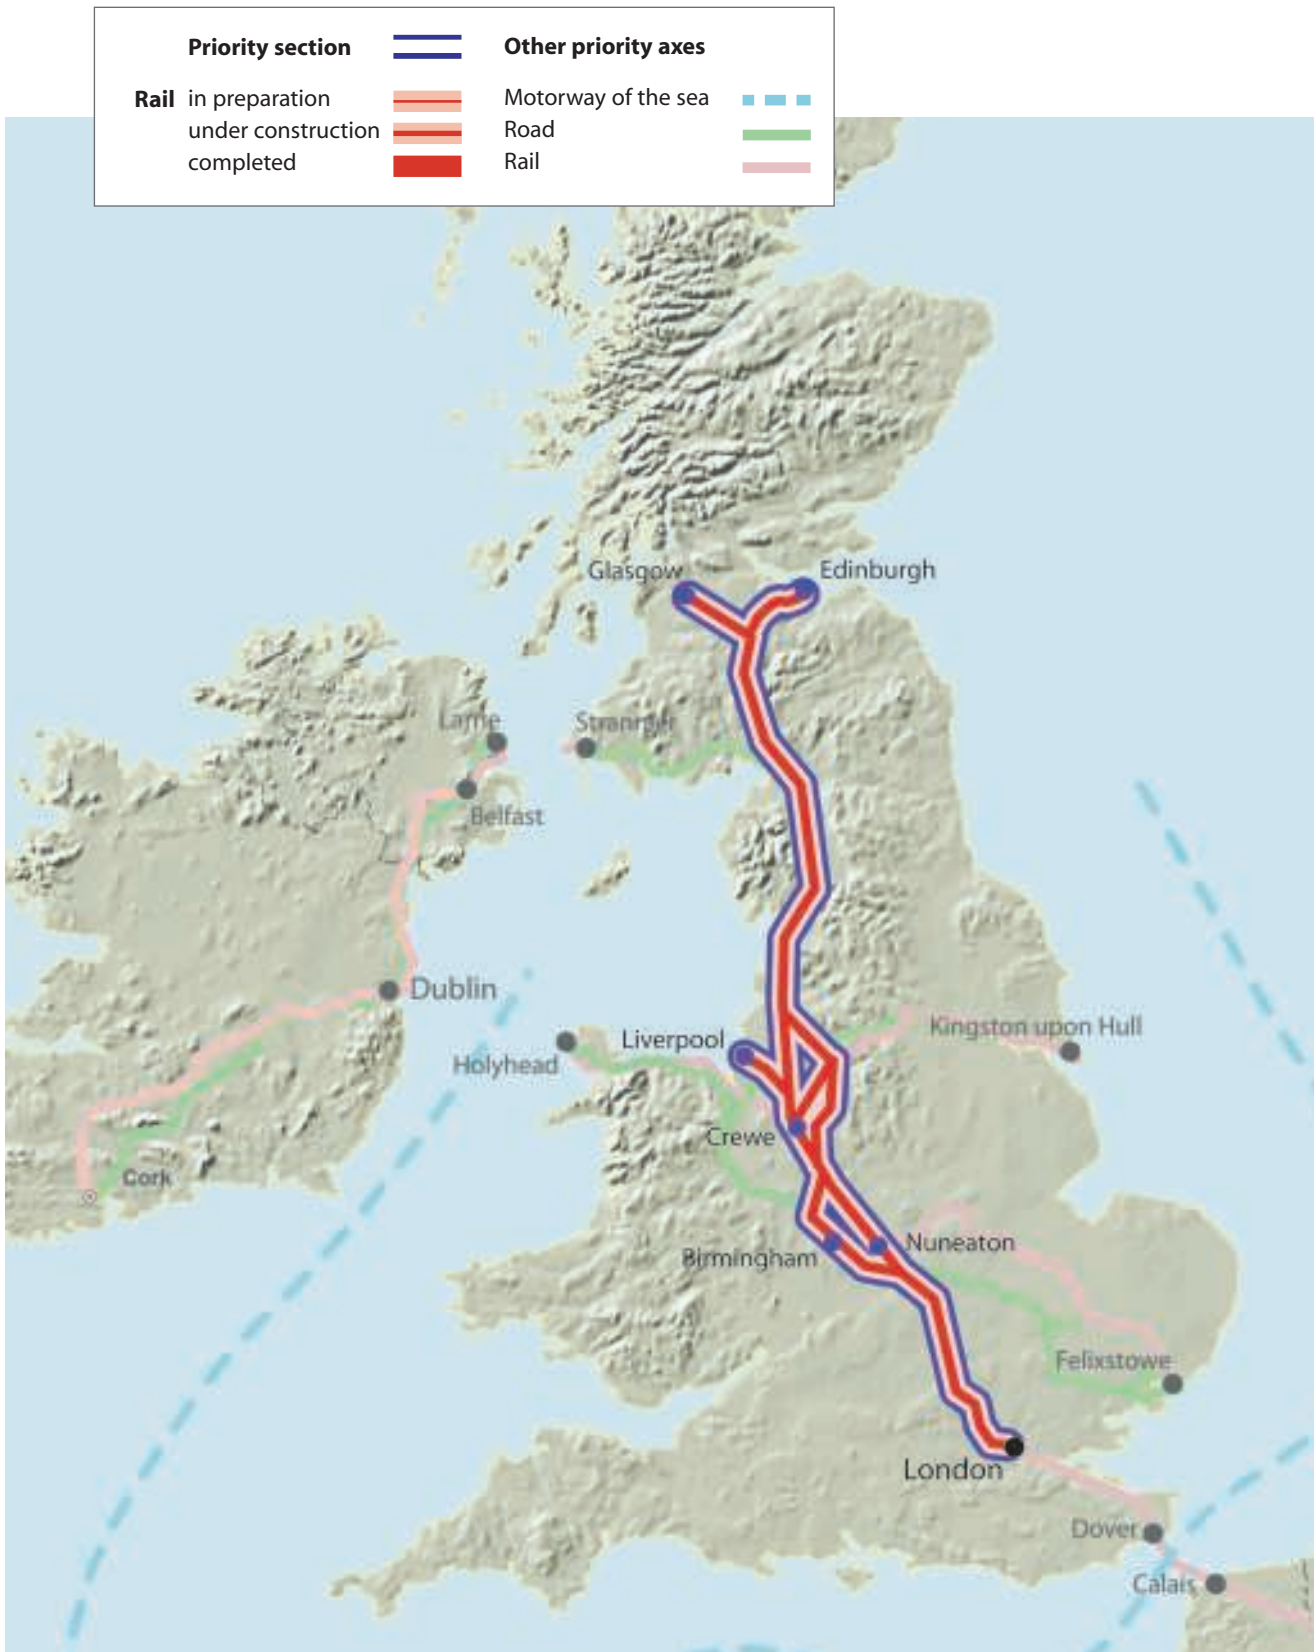 Priority section
Other priority axes
Rail in preparation
Motorway of the sea
under construction
Road
completed
Rail
Glasgow
Edinburgh
Larne
Stranraer
Belfast
Dublin
Liverpool
Kingston upon Hull
Holyhead
Crewe
Cork
Birmingham
Nuneaton
Felixstowe
London
Dover
Calais